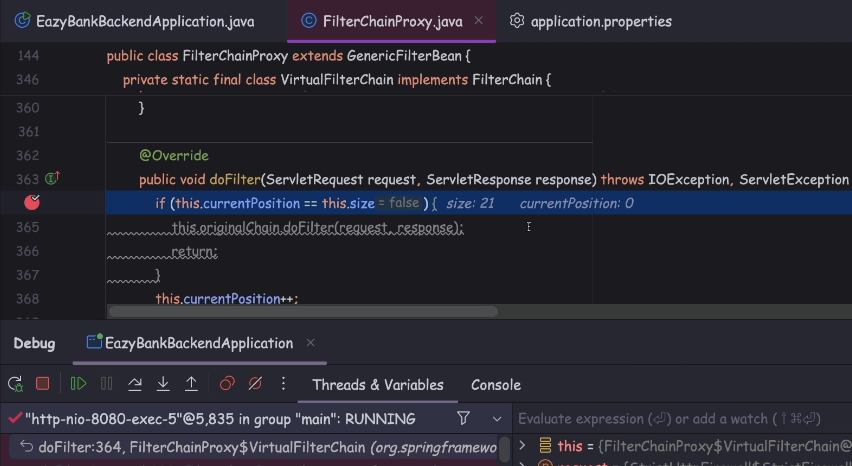 EazyBankBackendApplication.java
FilterChainProxy.java ×
application.properties
144 public class FilterChainProxy extends GenericFilterBean {
346 private static final class VirtualFilterChain implements FilterChain {
360 }
361
362 @Override
363 public void doFilter(ServletRequest request, ServletResponse response) throws IOException, ServletException
if (this.currentPosition == this.size = false ) { size: 21 currentPosition: 0
365 this.originalChain.doFilter(request, response);
366 return;
367 }
368 this.currentPosition++;
Debug EazyBankBackendApplication ×
Threads & Variables Console
"http-nio-8080-exec-5"@5,835 in group "main": RUNNING
Evaluate expression (⏎) or add a watch (⇧⌘⏎)
doFilter:364, FilterChainProxy$VirtualFilterChain (org.springframewo
this = {FilterChainProxy$VirtualFilterChain@